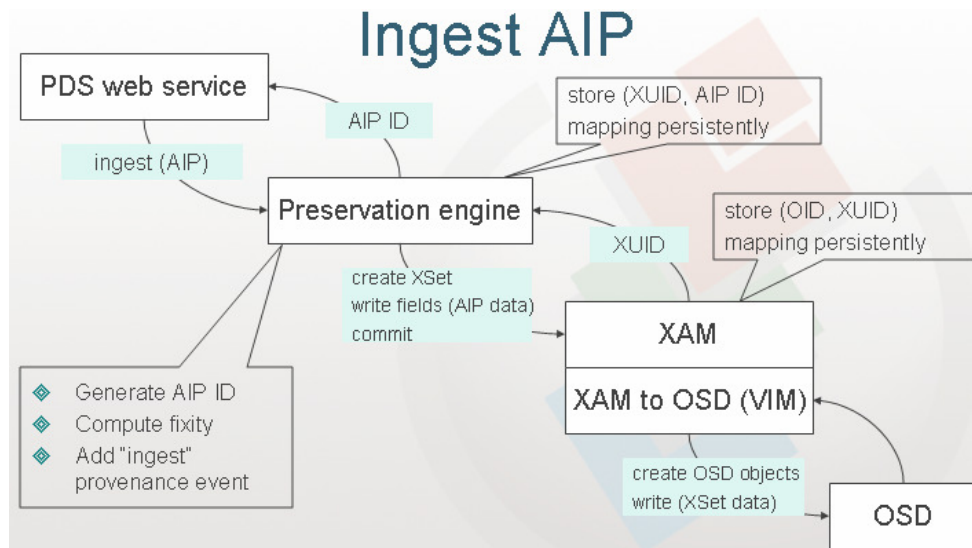 Ingest AIP
PDS web service
AIP ID
ingest (AIP)
store (XUID, AIP ID)
mapping persistently
Preservation engine
store (OID, XUID)
mapping persistently
XUID
create XSet
write fields (AIP data)
commit
XAM
XAM to OSD (VIM)
Generate AIP ID
Compute fixity
Add "ingest"
provenance event
create OSD objects
write (XSet data)
OSD